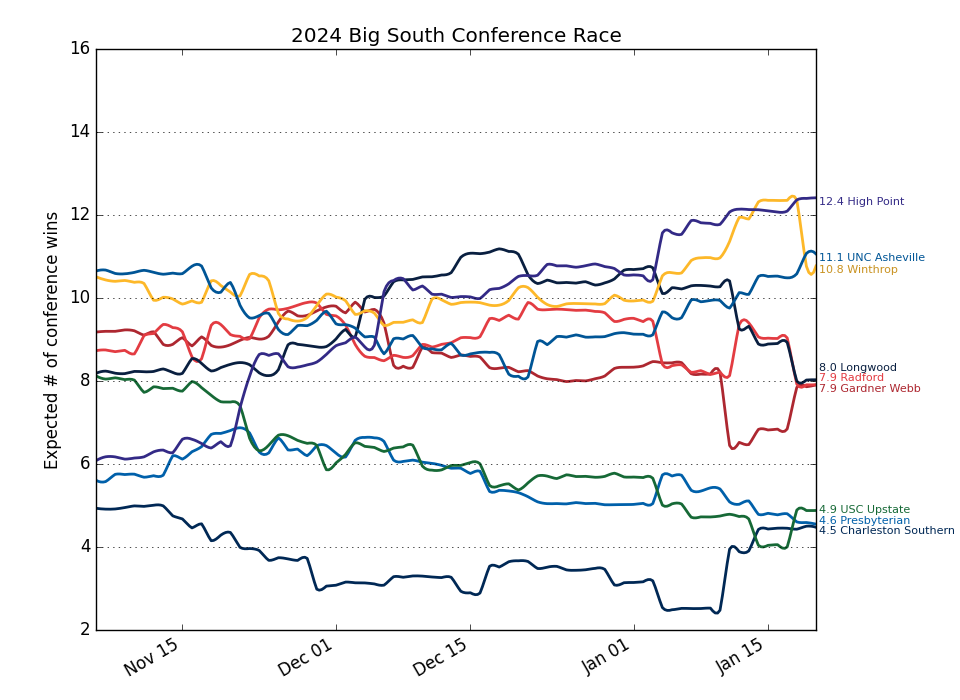 2024 Big South Conference Race
Expected # of conference wins
16
14
12
10
8
6
4
2
Nov 15
Dec 01
Dec 15
Jan 01
Jan 15
12.4 High Point
11.1 UNC Asheville
10.8 Winthrop
8.0 Longwood
7.9 Radford
7.9 Gardner Webb
4.9 USC Upstate
4.6 Presbyterian
4.5 Charleston Southern